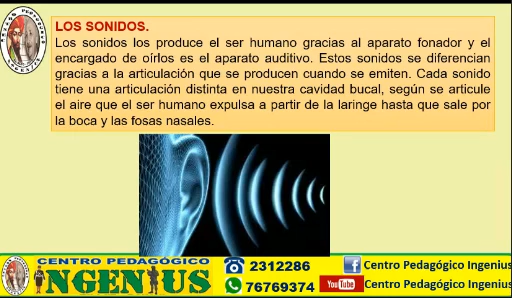 LOS SONIDOS.
Los sonidos los produce el ser humano gracias al aparato fonador y el
encargado de oírlos es el aparato auditivo. Estos sonidos se diferencian
gracias a la articulación que se producen cuando se emiten. Cada sonido
tiene una articulación distinta en nuestra cavidad bucal, según se articule
el aire que el ser humano expulsa a partir de la laringe hasta que sale por
la boca y las fosas nasales.
CENTRO PEDAGÓGICO
INGENIUS
2312286
76769374
Centro Pedagógico Ingenius
You Tube Centro Pedagógico Ingenius